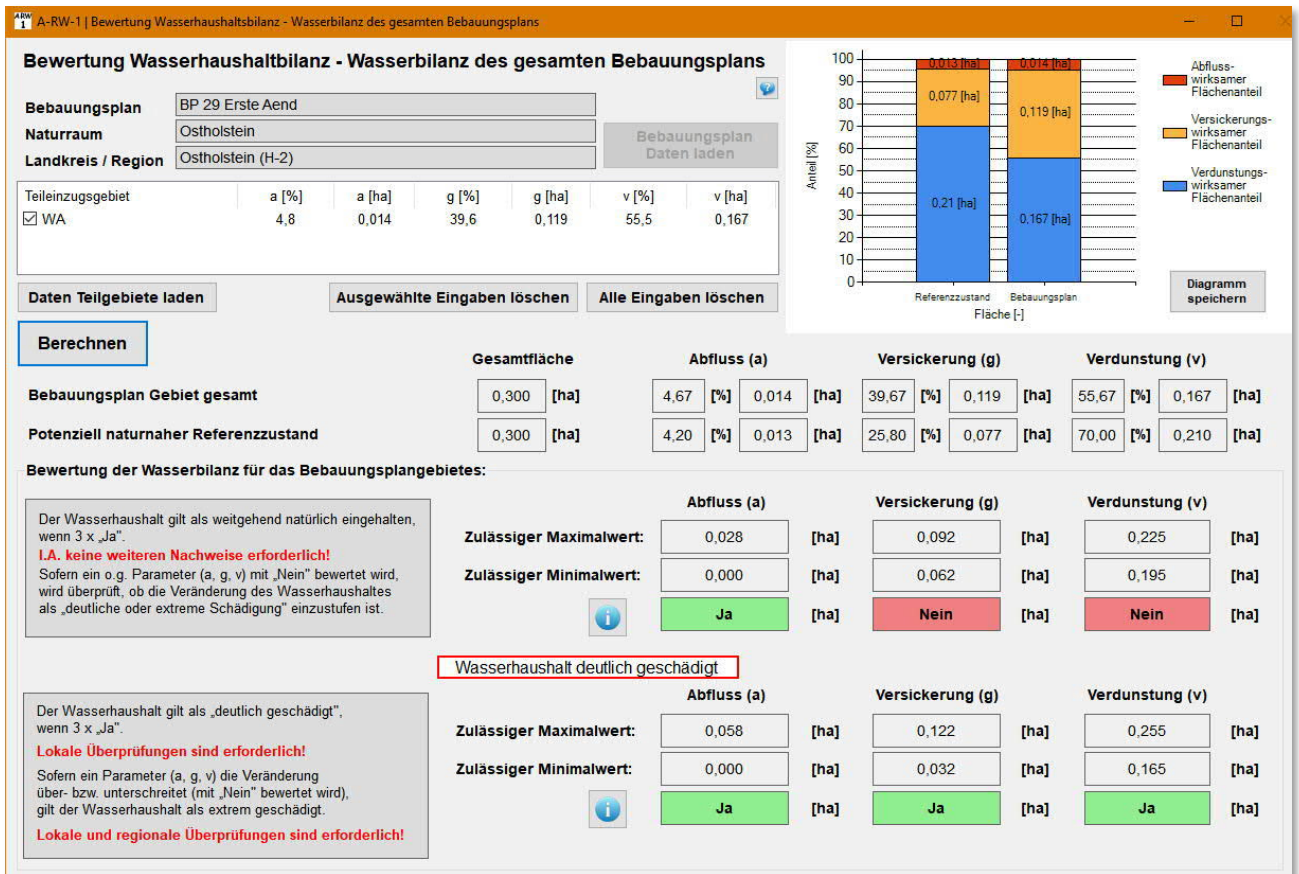 ARW 1 A-RW-1 | Bewertung Wasserhaushaltsbilanz - Wasserbilanz des gesamten Bebauungsplans
Bewertung Wasserhaushaltbilanz - Wasserbilanz des gesamten Bebauungsplans
Bebauungsplan BP 29 Erste Aend
Naturraum Ostholstein
Landkreis / Region Ostholstein (H-2)
Bebauungsplan
Daten laden
Teileinzugsgebiet a [%] a [ha] g [%] g [ha] v [%] v [ha]
WA 4,8 0,014 39,6 0,119 55,5 0,167
Daten Teilgebiete laden Ausgewählte Eingaben löschen Alle Eingaben löschen
Anteil [%]
100
90
80
70
60
50
40
30
20
10
0
0,013 [ha] 0,014 [ha]
0,077 [ha] 0,119 [ha]
0,21 [ha] 0,167 [ha]
Referenzzustand Bebauungsplan
Fläche [-]
Abfluss-
wirksamer
Flächenanteil
Versickerungs-
wirksamer
Flächenanteil
Verdunstungs-
wirksamer
Flächenanteil
Diagramm
speichern
Berechnen
Gesamtfläche Abfluss (a) Versickerung (g) Verdunstung (v)
Bebauungsplan Gebiet gesamt 0,300 [ha] 4,67 [%] 0,014 [ha] 39,67 [%] 0,119 [ha] 55,67 [%] 0,167 [ha]
Potenziell naturnaher Referenzzustand 0,300 [ha] 4,20 [%] 0,013 [ha] 25,80 [%] 0,077 [ha] 70,00 [%] 0,210 [ha]
Bewertung der Wasserbilanz für das Bebauungsplangebietes:
Der Wasserhaushalt gilt als weitgehend natürlich eingehalten,
wenn 3 x „Ja".
I.A. keine weiteren Nachweise erforderlich!
Sofern ein o.g. Parameter (a, g, v) mit „Nein" bewertet wird,
wird überprüft, ob die Veränderung des Wasserhaushaltes
als „deutliche oder extreme Schädigung" einzustufen ist.
Abfluss (a) Versickerung (g) Verdunstung (v)
Zulässiger Maximalwert: 0,028 [ha] 0,092 [ha] 0,225 [ha]
Zulässiger Minimalwert: 0,000 [ha] 0,062 [ha] 0,195 [ha]
Ja [ha] Nein [ha] Nein [ha]
Wasserhaushalt deutlich geschädigt
Der Wasserhaushalt gilt als „deutlich geschädigt",
wenn 3 x „Ja".
Lokale Überprüfungen sind erforderlich!
Sofern ein Parameter (a, g, v) die Veränderung
über- bzw. unterschreitet (mit „Nein" bewertet wird),
gilt der Wasserhaushalt als extrem geschädigt.
Lokale und regionale Überprüfungen sind erforderlich!
Abfluss (a) Versickerung (g) Verdunstung (v)
Zulässiger Maximalwert: 0,058 [ha] 0,122 [ha] 0,255 [ha]
Zulässiger Minimalwert: 0,000 [ha] 0,032 [ha] 0,165 [ha]
Ja [ha] Ja [ha] Ja [ha]